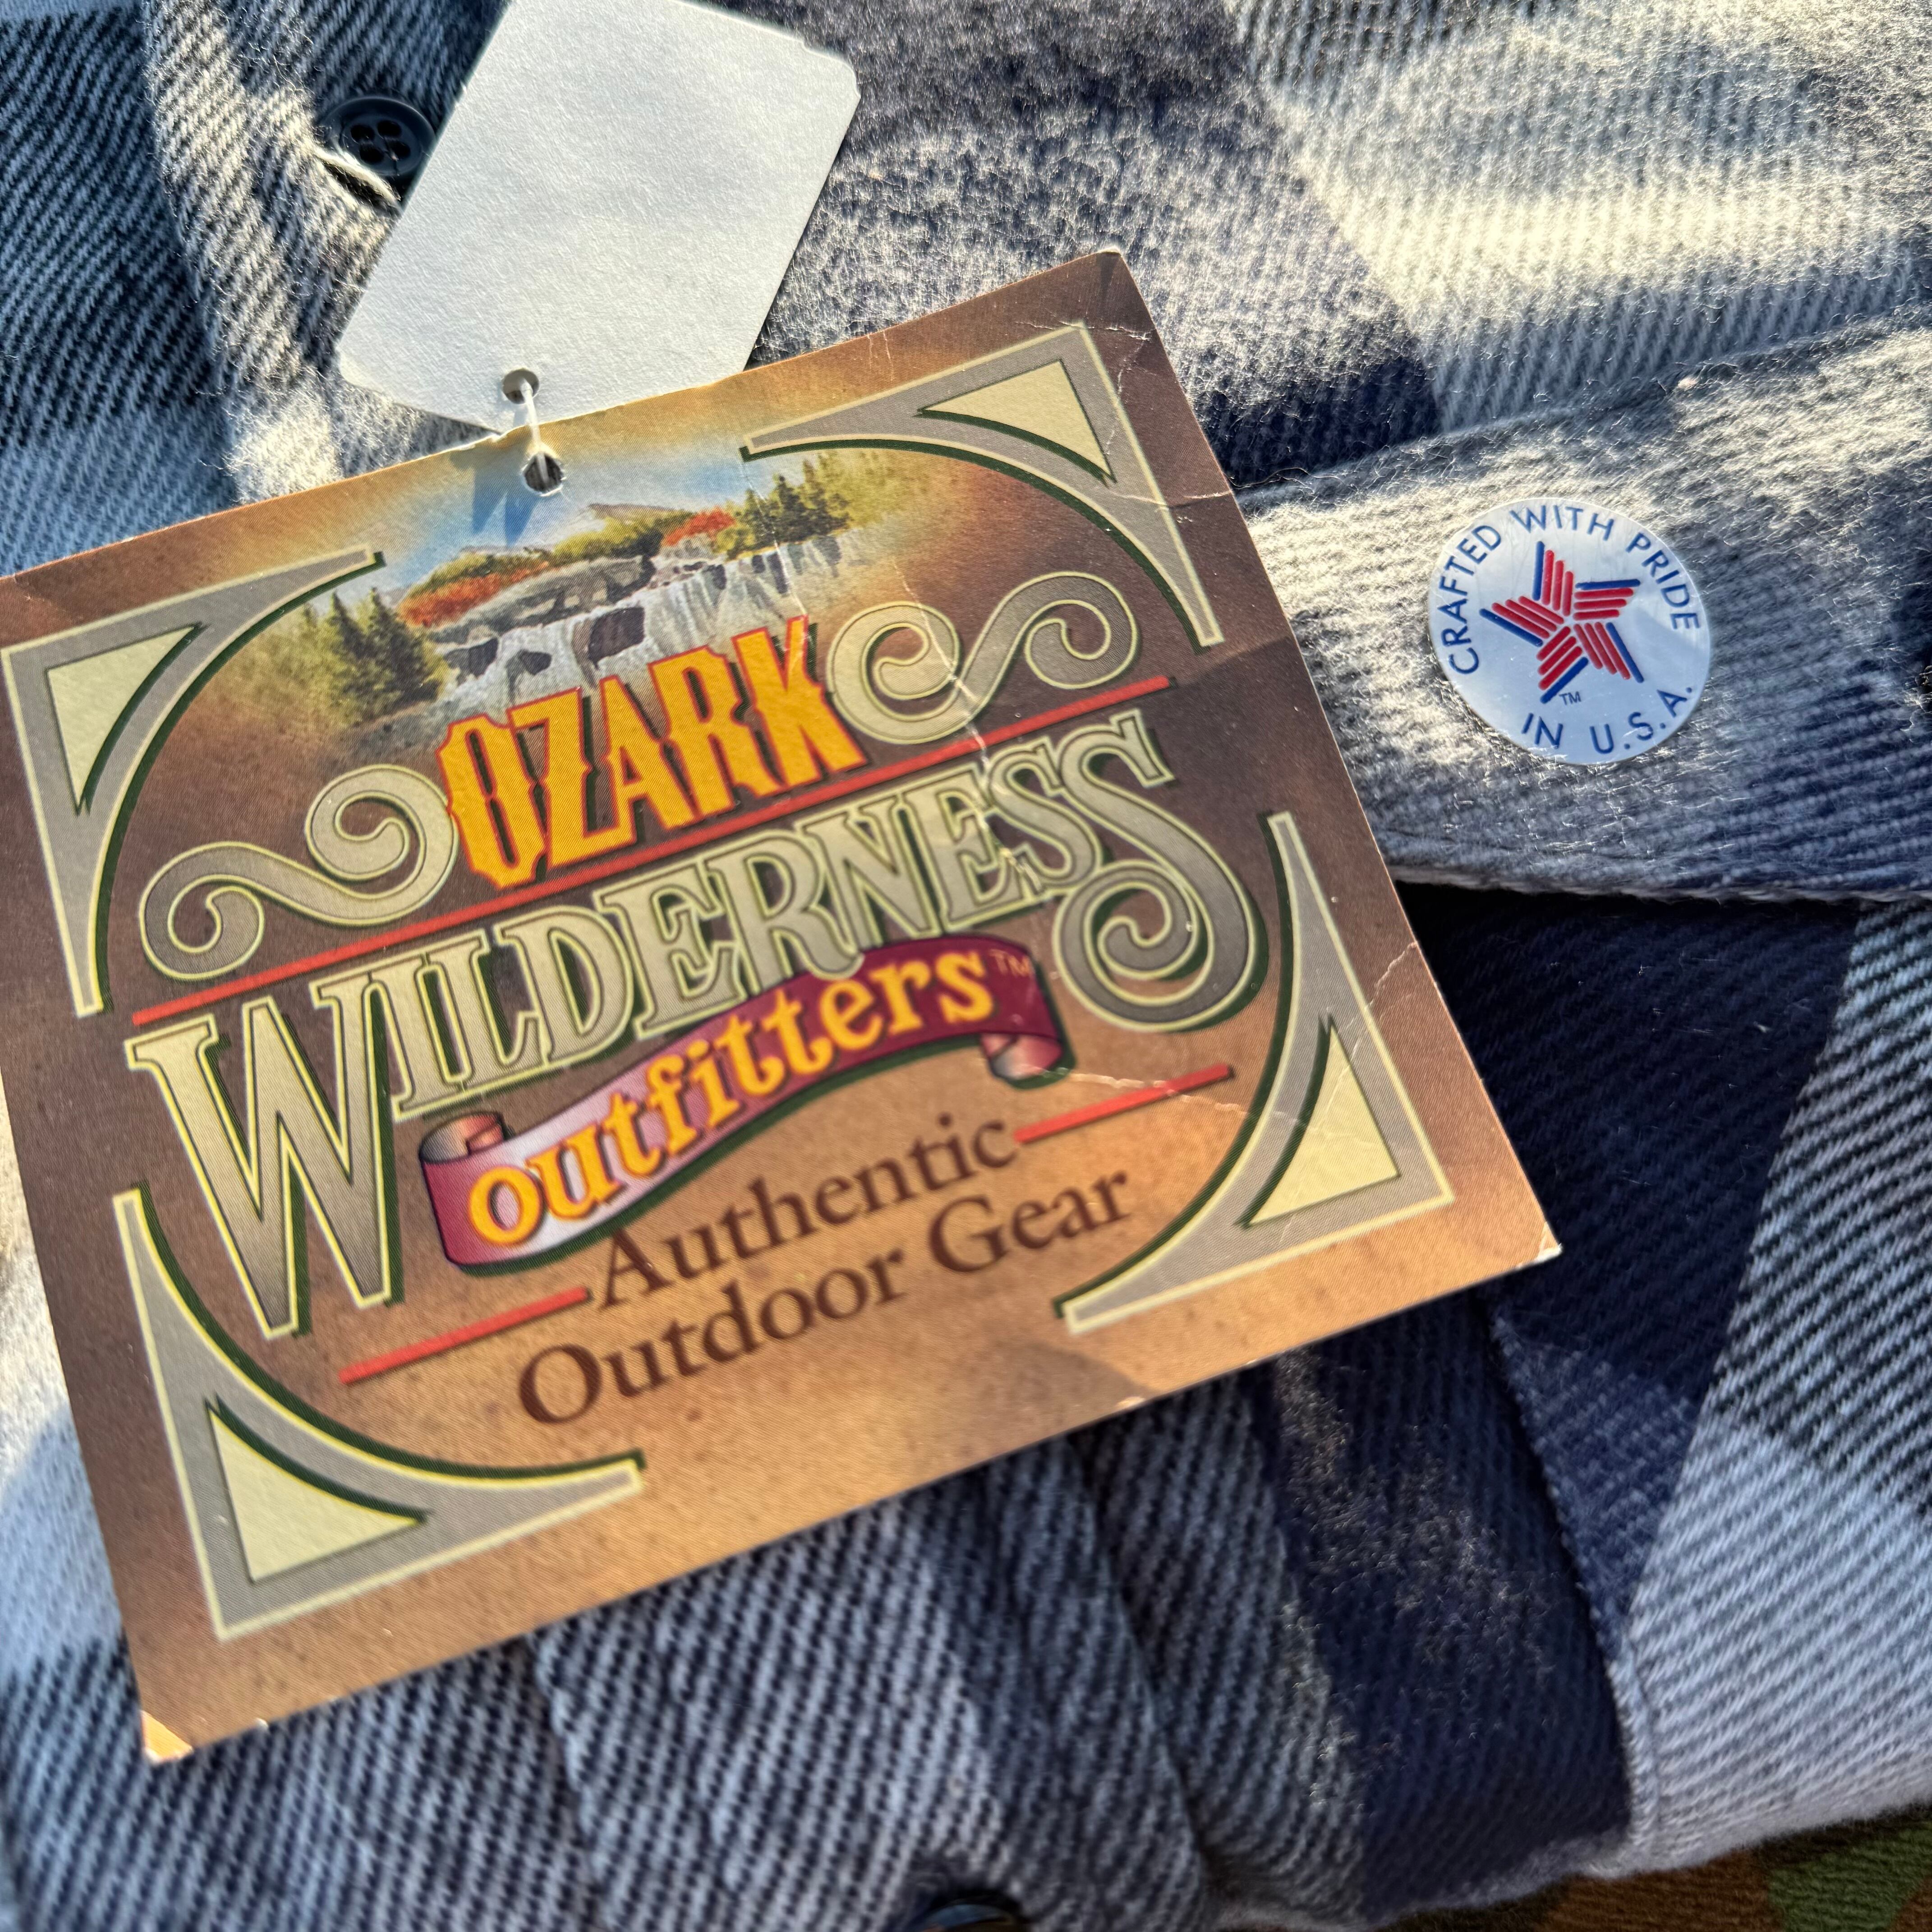 OZARK
WILDERNESS
outfitters™
Authentic
Outdoor Gear
CRAFTED WITH PRIDE
™
IN U.S.A.